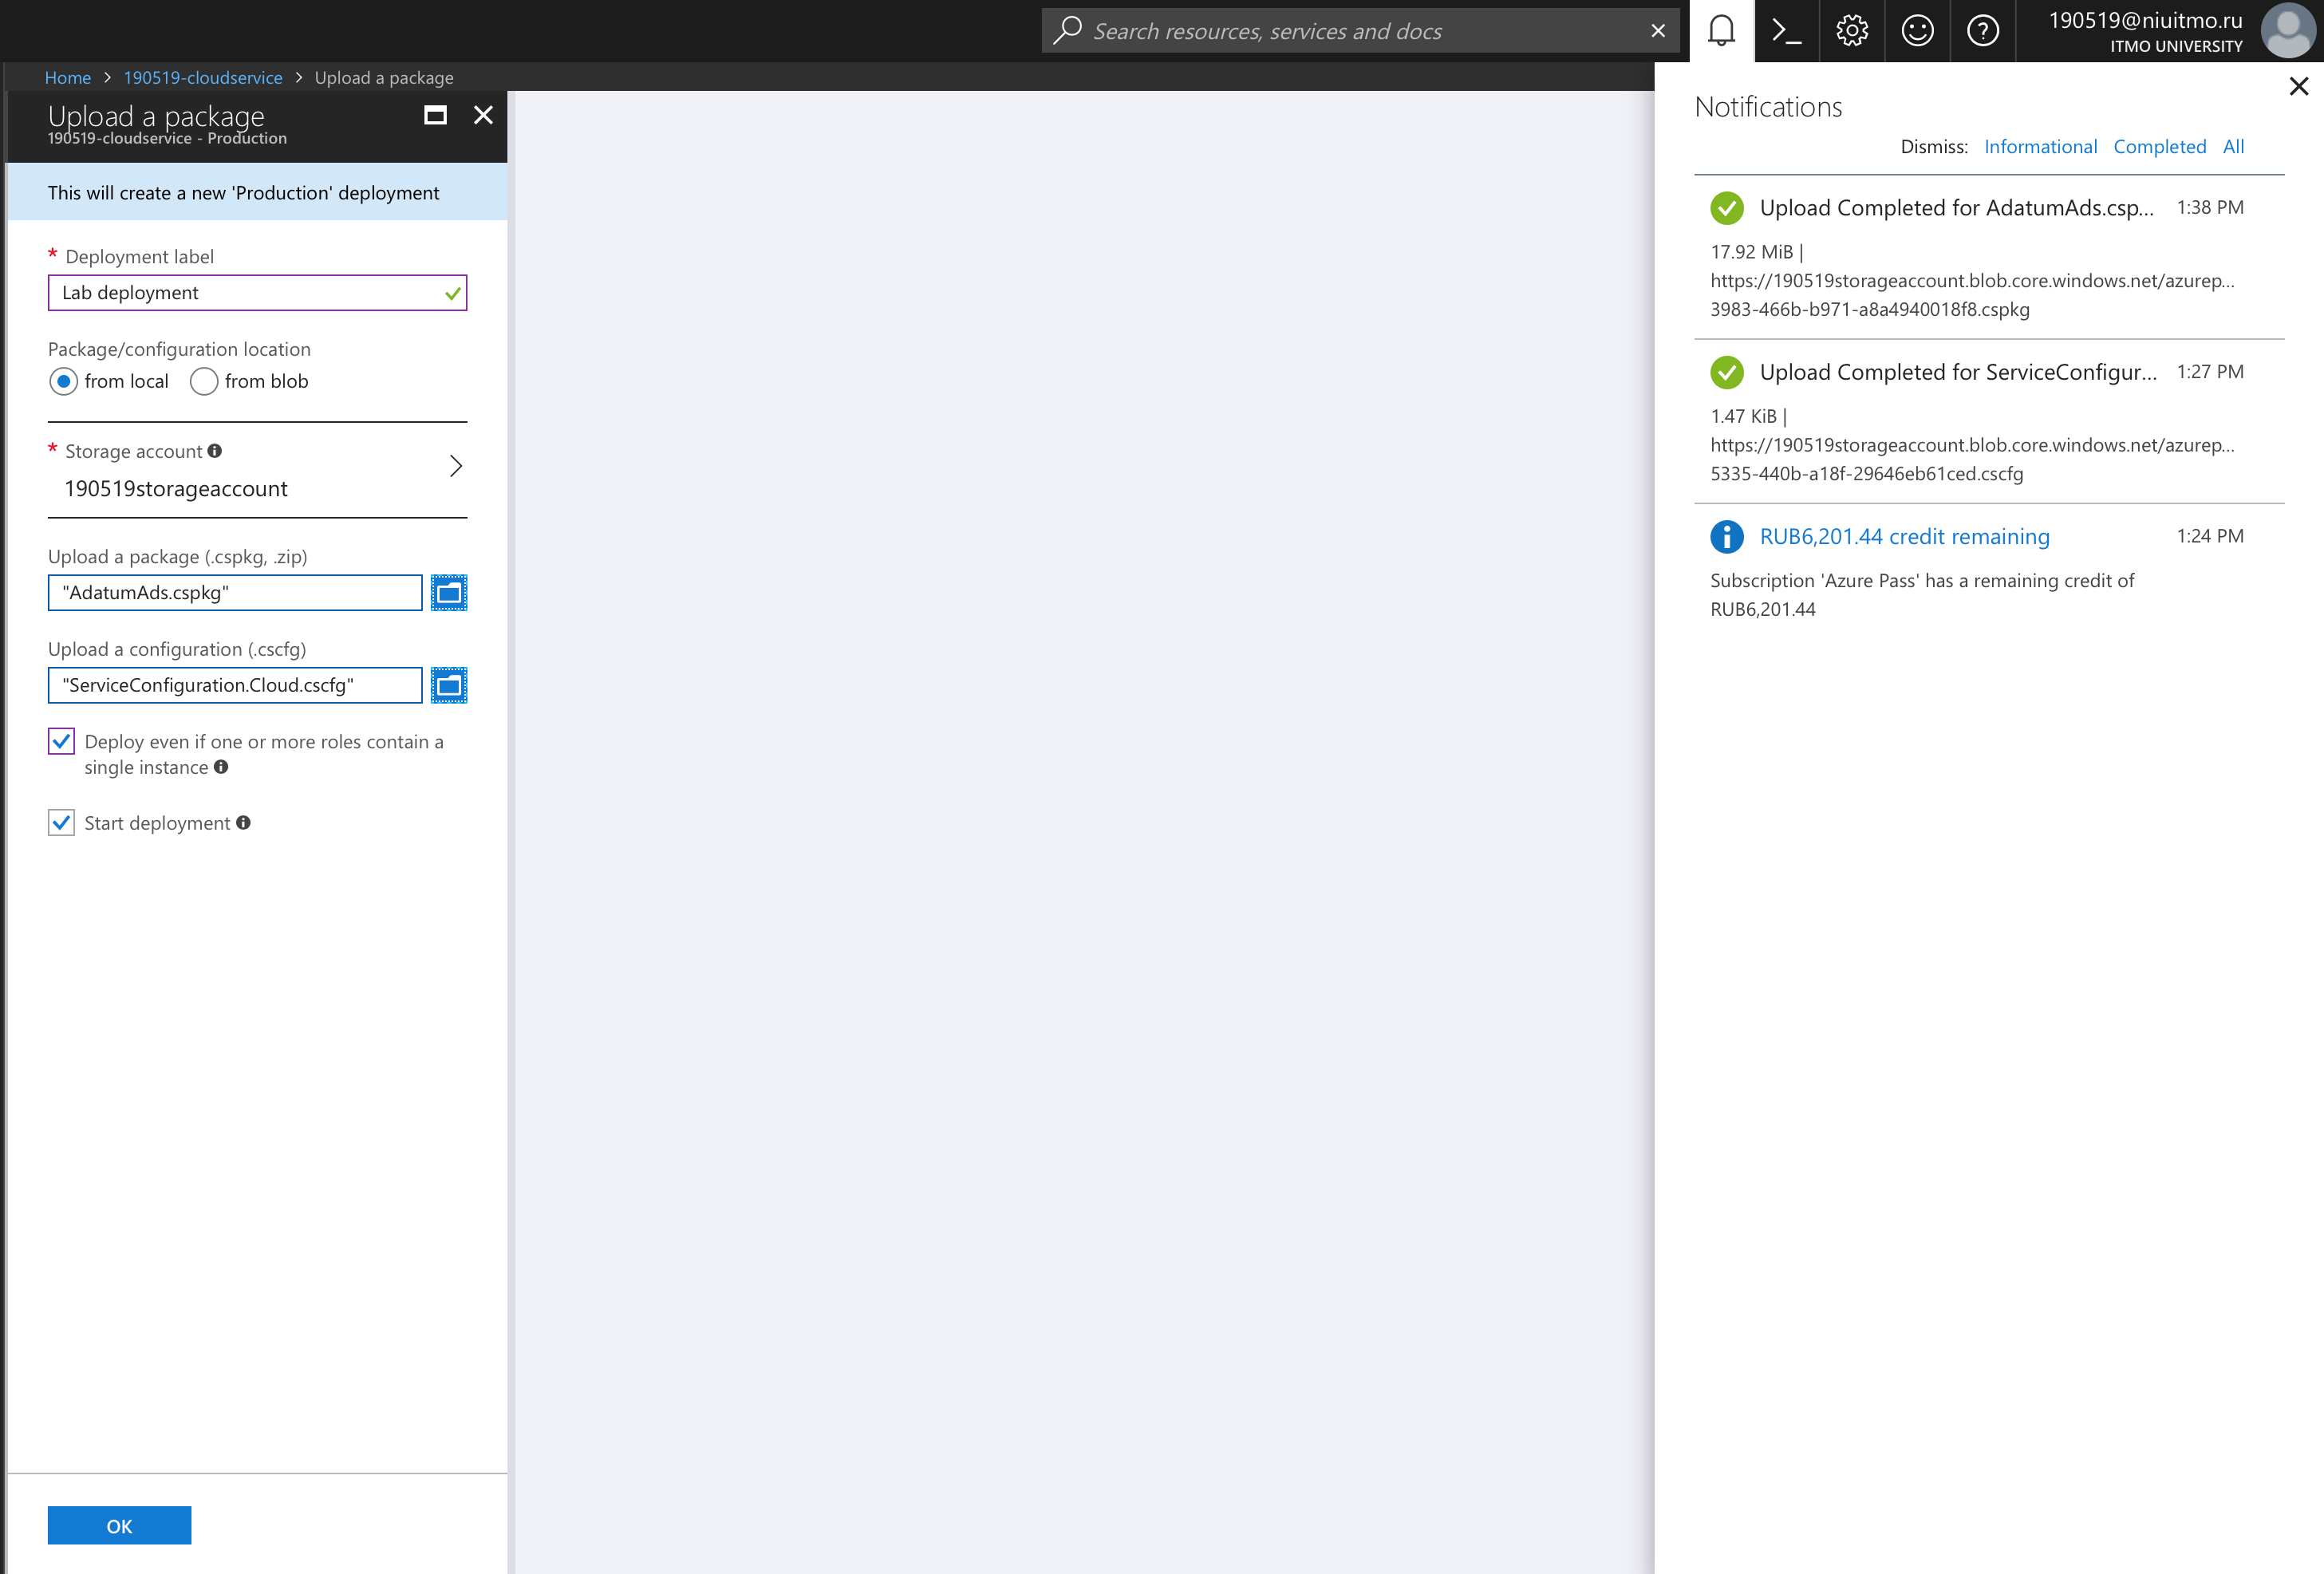 Search resources, services and docs
190519@niuitmo.ru
ITMO UNIVERSITY
Home > 190519-cloudservice > Upload a package
Upload a package
190519-cloudservice - Production
This will create a new 'Production' deployment
* Deployment label
Lab deployment
Package/configuration location
from local from blob
* Storage account
190519storageaccount
Upload a package (.cspkg, .zip)
"AdatumAds.cspkg"
Upload a configuration (.cscfg)
"ServiceConfiguration.Cloud.cscfg"
Deploy even if one or more roles contain a
single instance
Start deployment
OK
Notifications
Dismiss: Informational Completed All
Upload Completed for AdatumAds.csp... 1:38 PM
17.92 MiB |
https://190519storageaccount.blob.core.windows.net/azurep...
3983-466b-b971-a8a4940018f8.cspkg
Upload Completed for ServiceConfigur... 1:27 PM
1.47 KiB |
https://190519storageaccount.blob.core.windows.net/azurep...
5335-440b-a18f-29646eb61ced.cscfg
RUB6,201.44 credit remaining 1:24 PM
Subscription 'Azure Pass' has a remaining credit of
RUB6,201.44